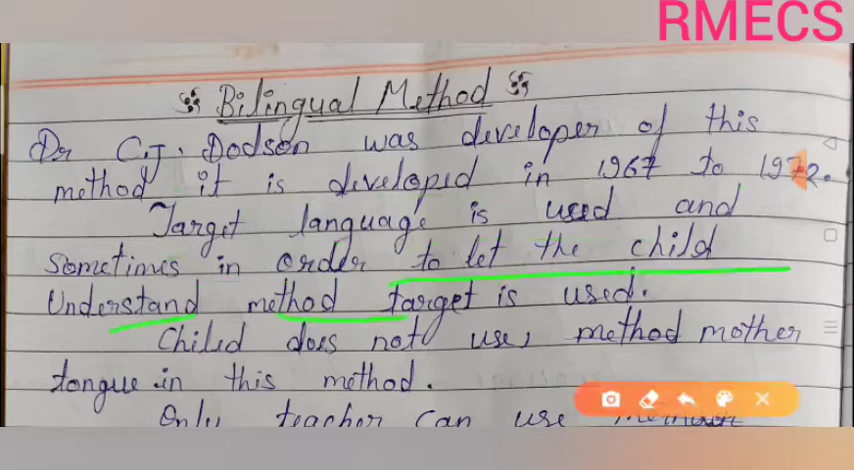 RMECS
Bilingual Method
Dr C.J. Dodson was developer of this
method it is developed in 1967 to 1972.
Target language is used and
sometimes in order to let the child
Understand method target is used.
Chiled does not use, method mother
tongue in this method.
Only teacher can use